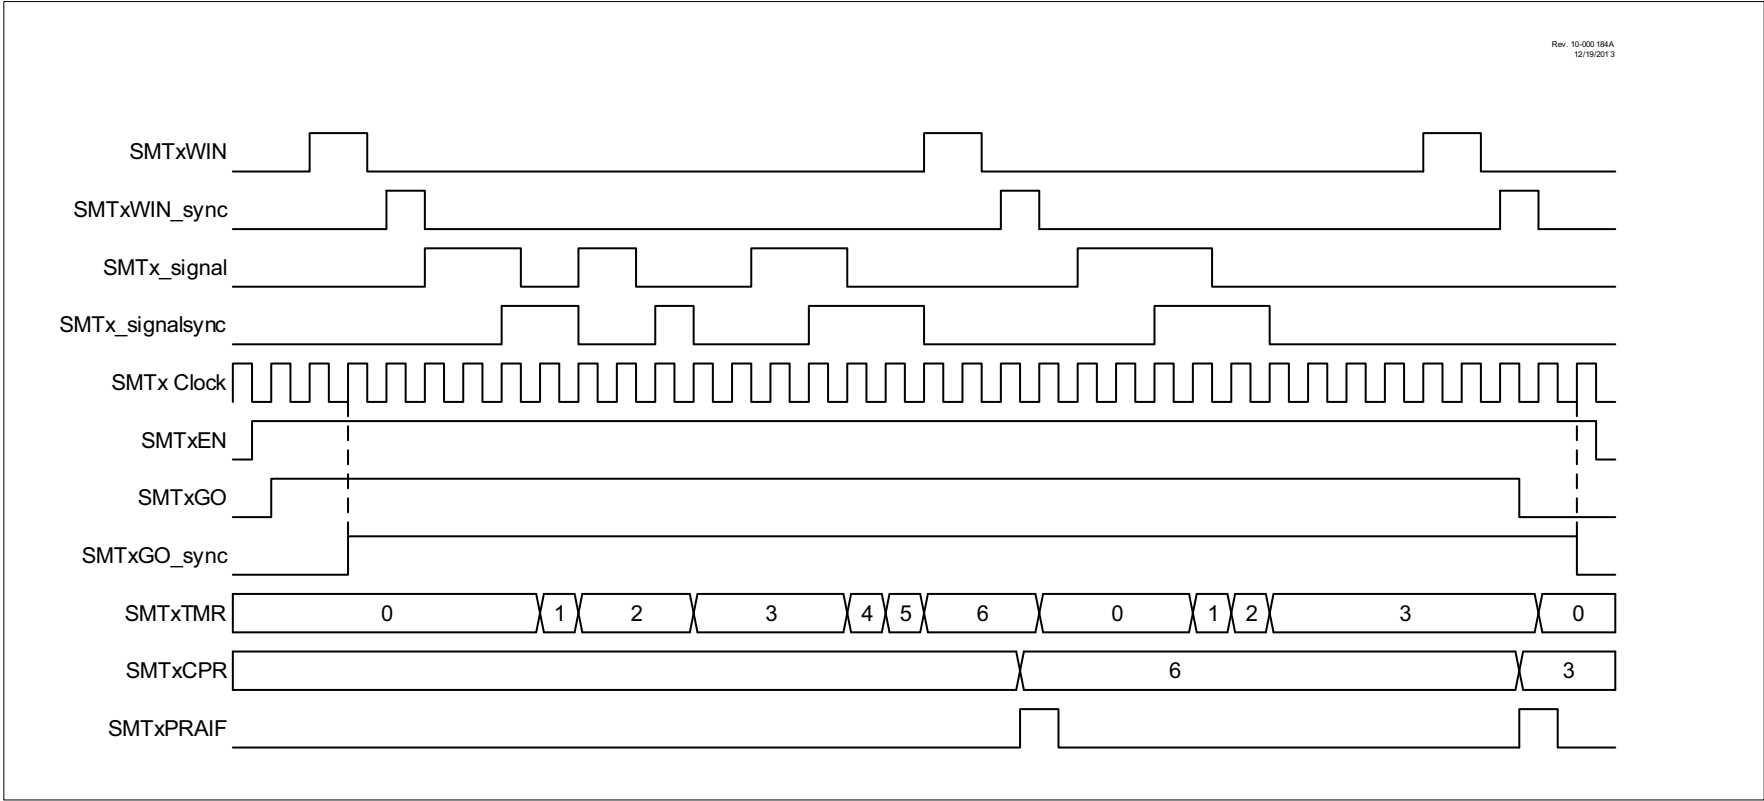 Rev. 10-000 184A
12/19/201 3
SMTxWIN
SMTxWIN_sync
SMTx_signal
SMTx_signalsync
SMTx Clock
SMTxEN
SMTxGO
SMTxGO_sync
SMTxTMR 0 1 2 3 4 5 6 0 1 2 3 0
SMTxCPR 6 3
SMTxPRAIF